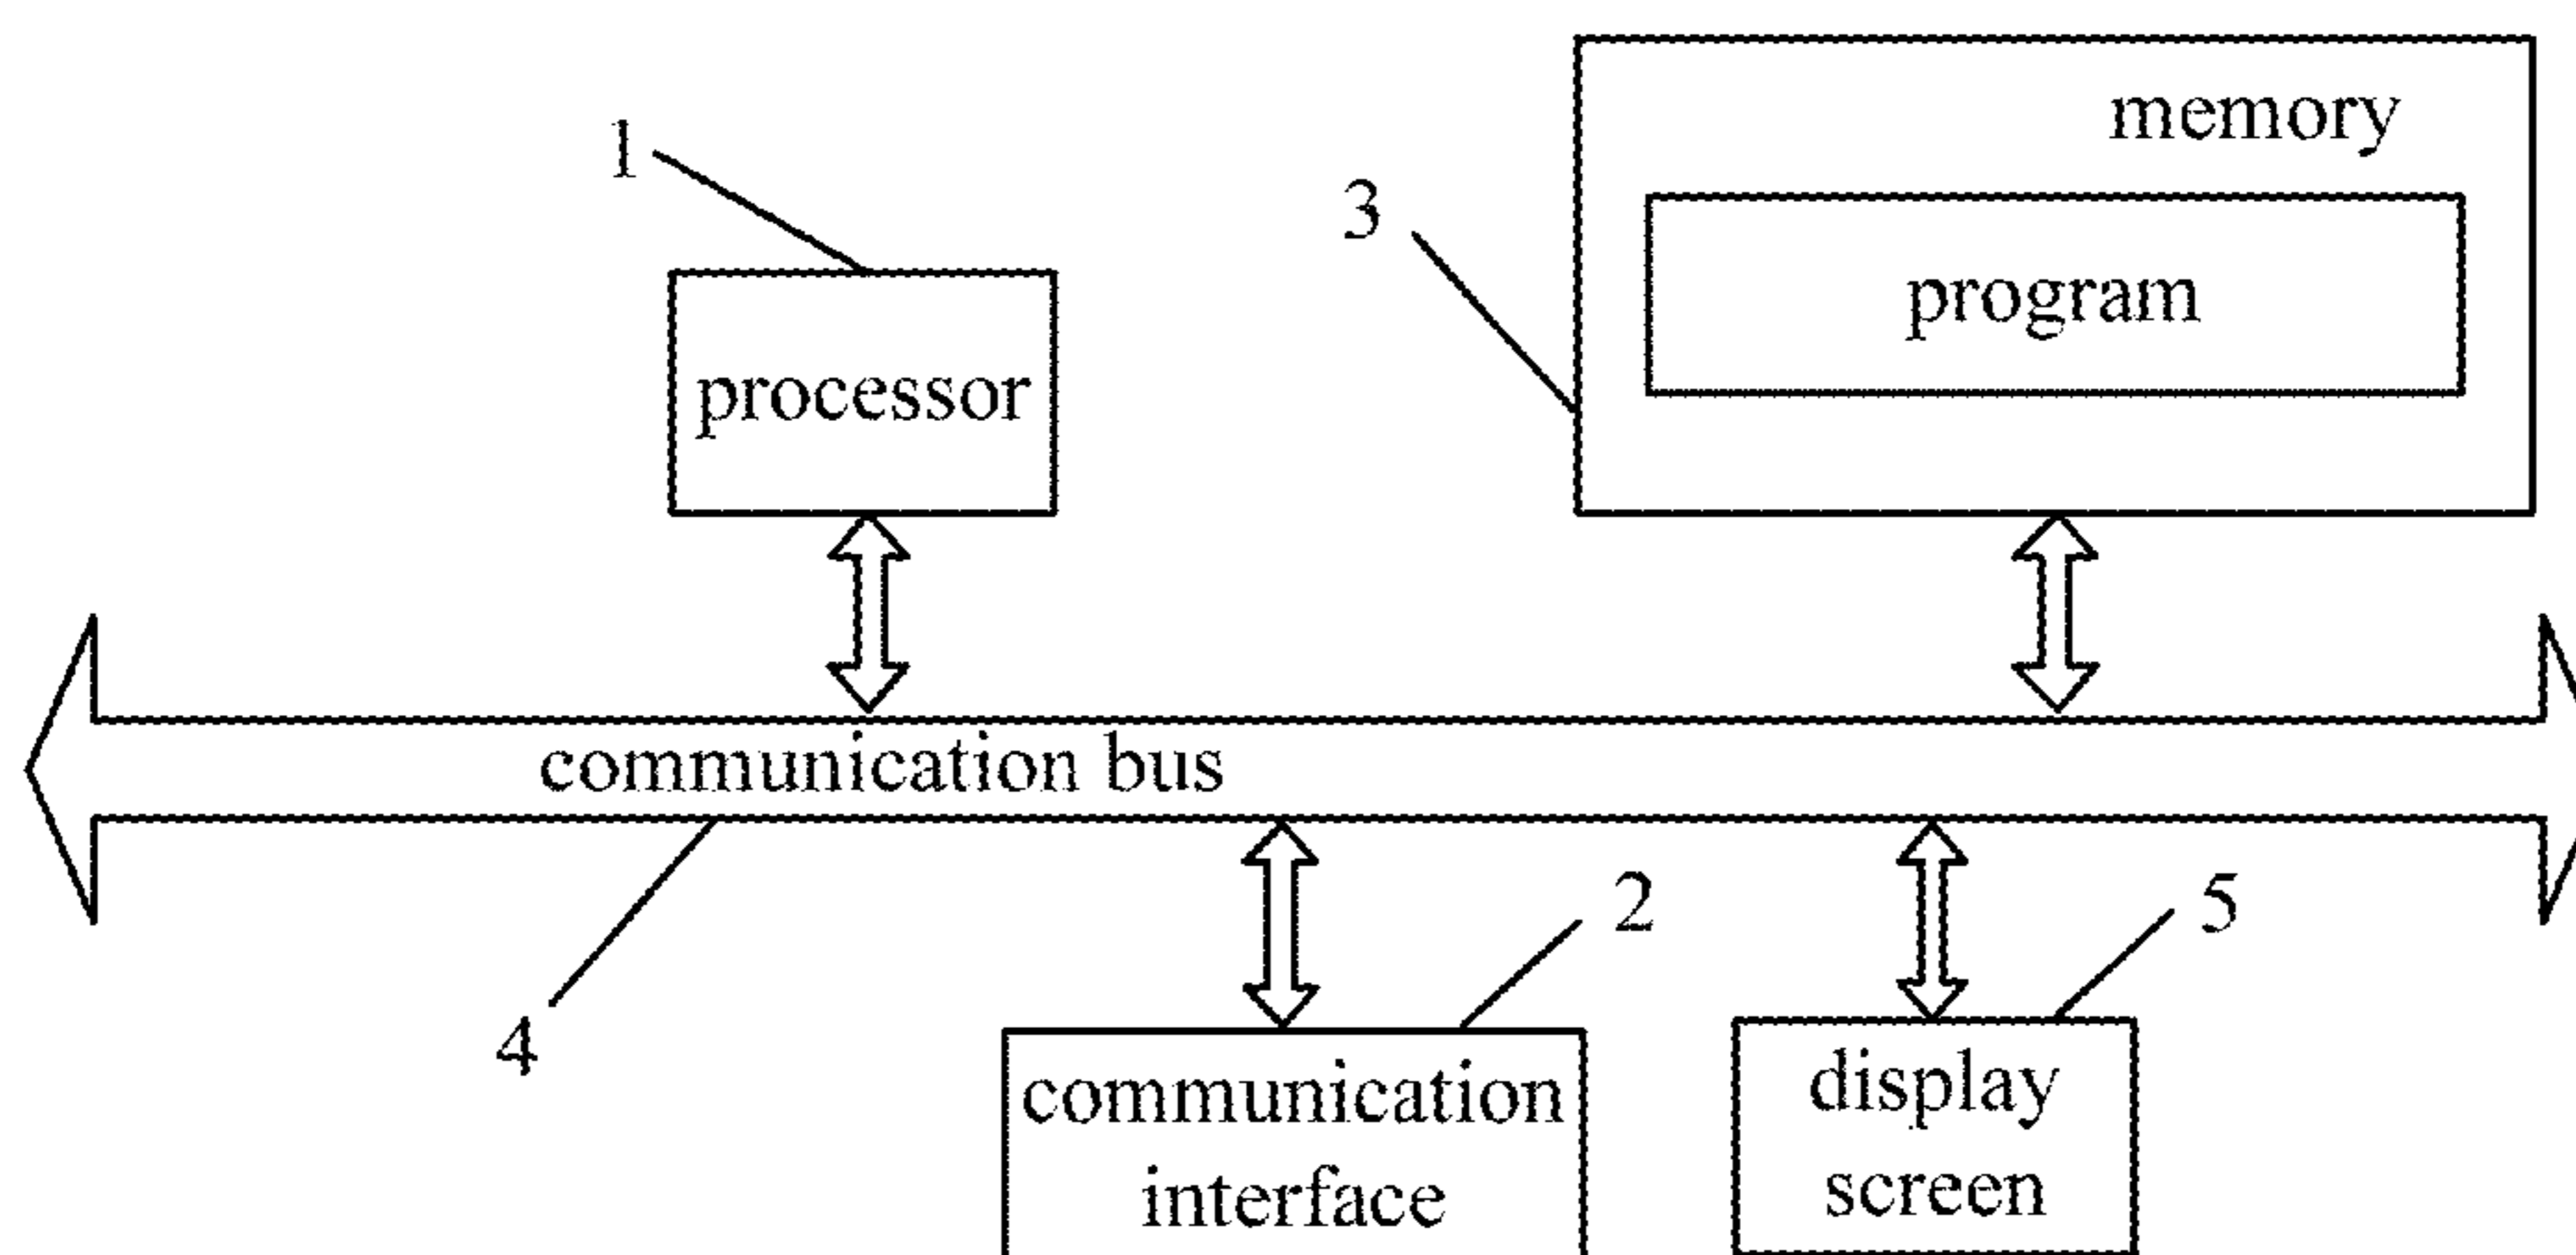 memory
1
3
program
processor
communication bus
2
5
4
communication
interface
display
screen